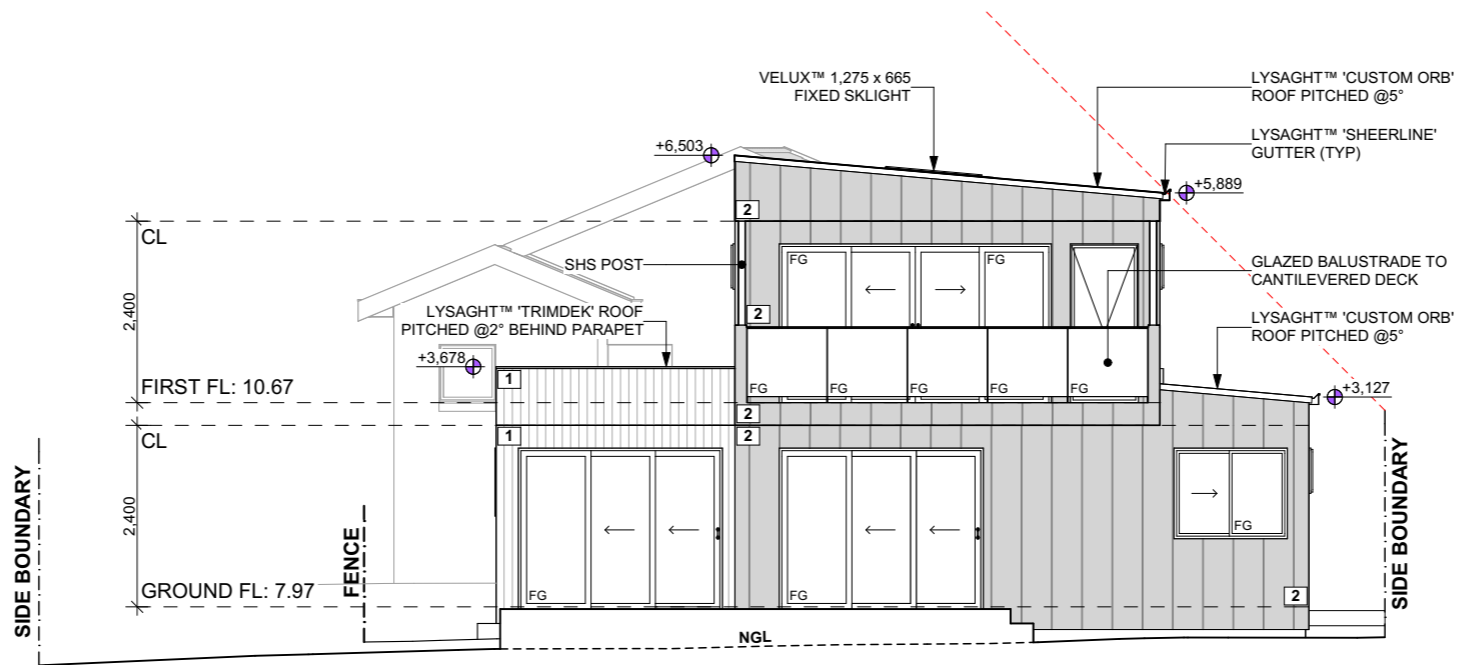 VELUX™ 1,275 x 665
FIXED SKLIGHT
LYSAGHT™ 'CUSTOM ORB'
ROOF PITCHED @5°
LYSAGHT™ 'SHEERLINE'
GUTTER (TYP)
+6,503
+5,889
2
CL
SHS POST
FG
FG
GLAZED BALUSTRADE TO
CANTILEVERED DECK
2,400
LYSAGHT™ 'TRIMDEK' ROOF
PITCHED @2° BEHIND PARAPET
2
LYSAGHT™ 'CUSTOM ORB'
ROOF PITCHED @5°
+3,678
1
FIRST FL: 10.67
FG
FG
FG
FG
FG
+3,127
2
CL
1
2
2,400
FG
SIDE BOUNDARY
FENCE
GROUND FL: 7.97
FG
FG
2
SIDE BOUNDARY
NGL